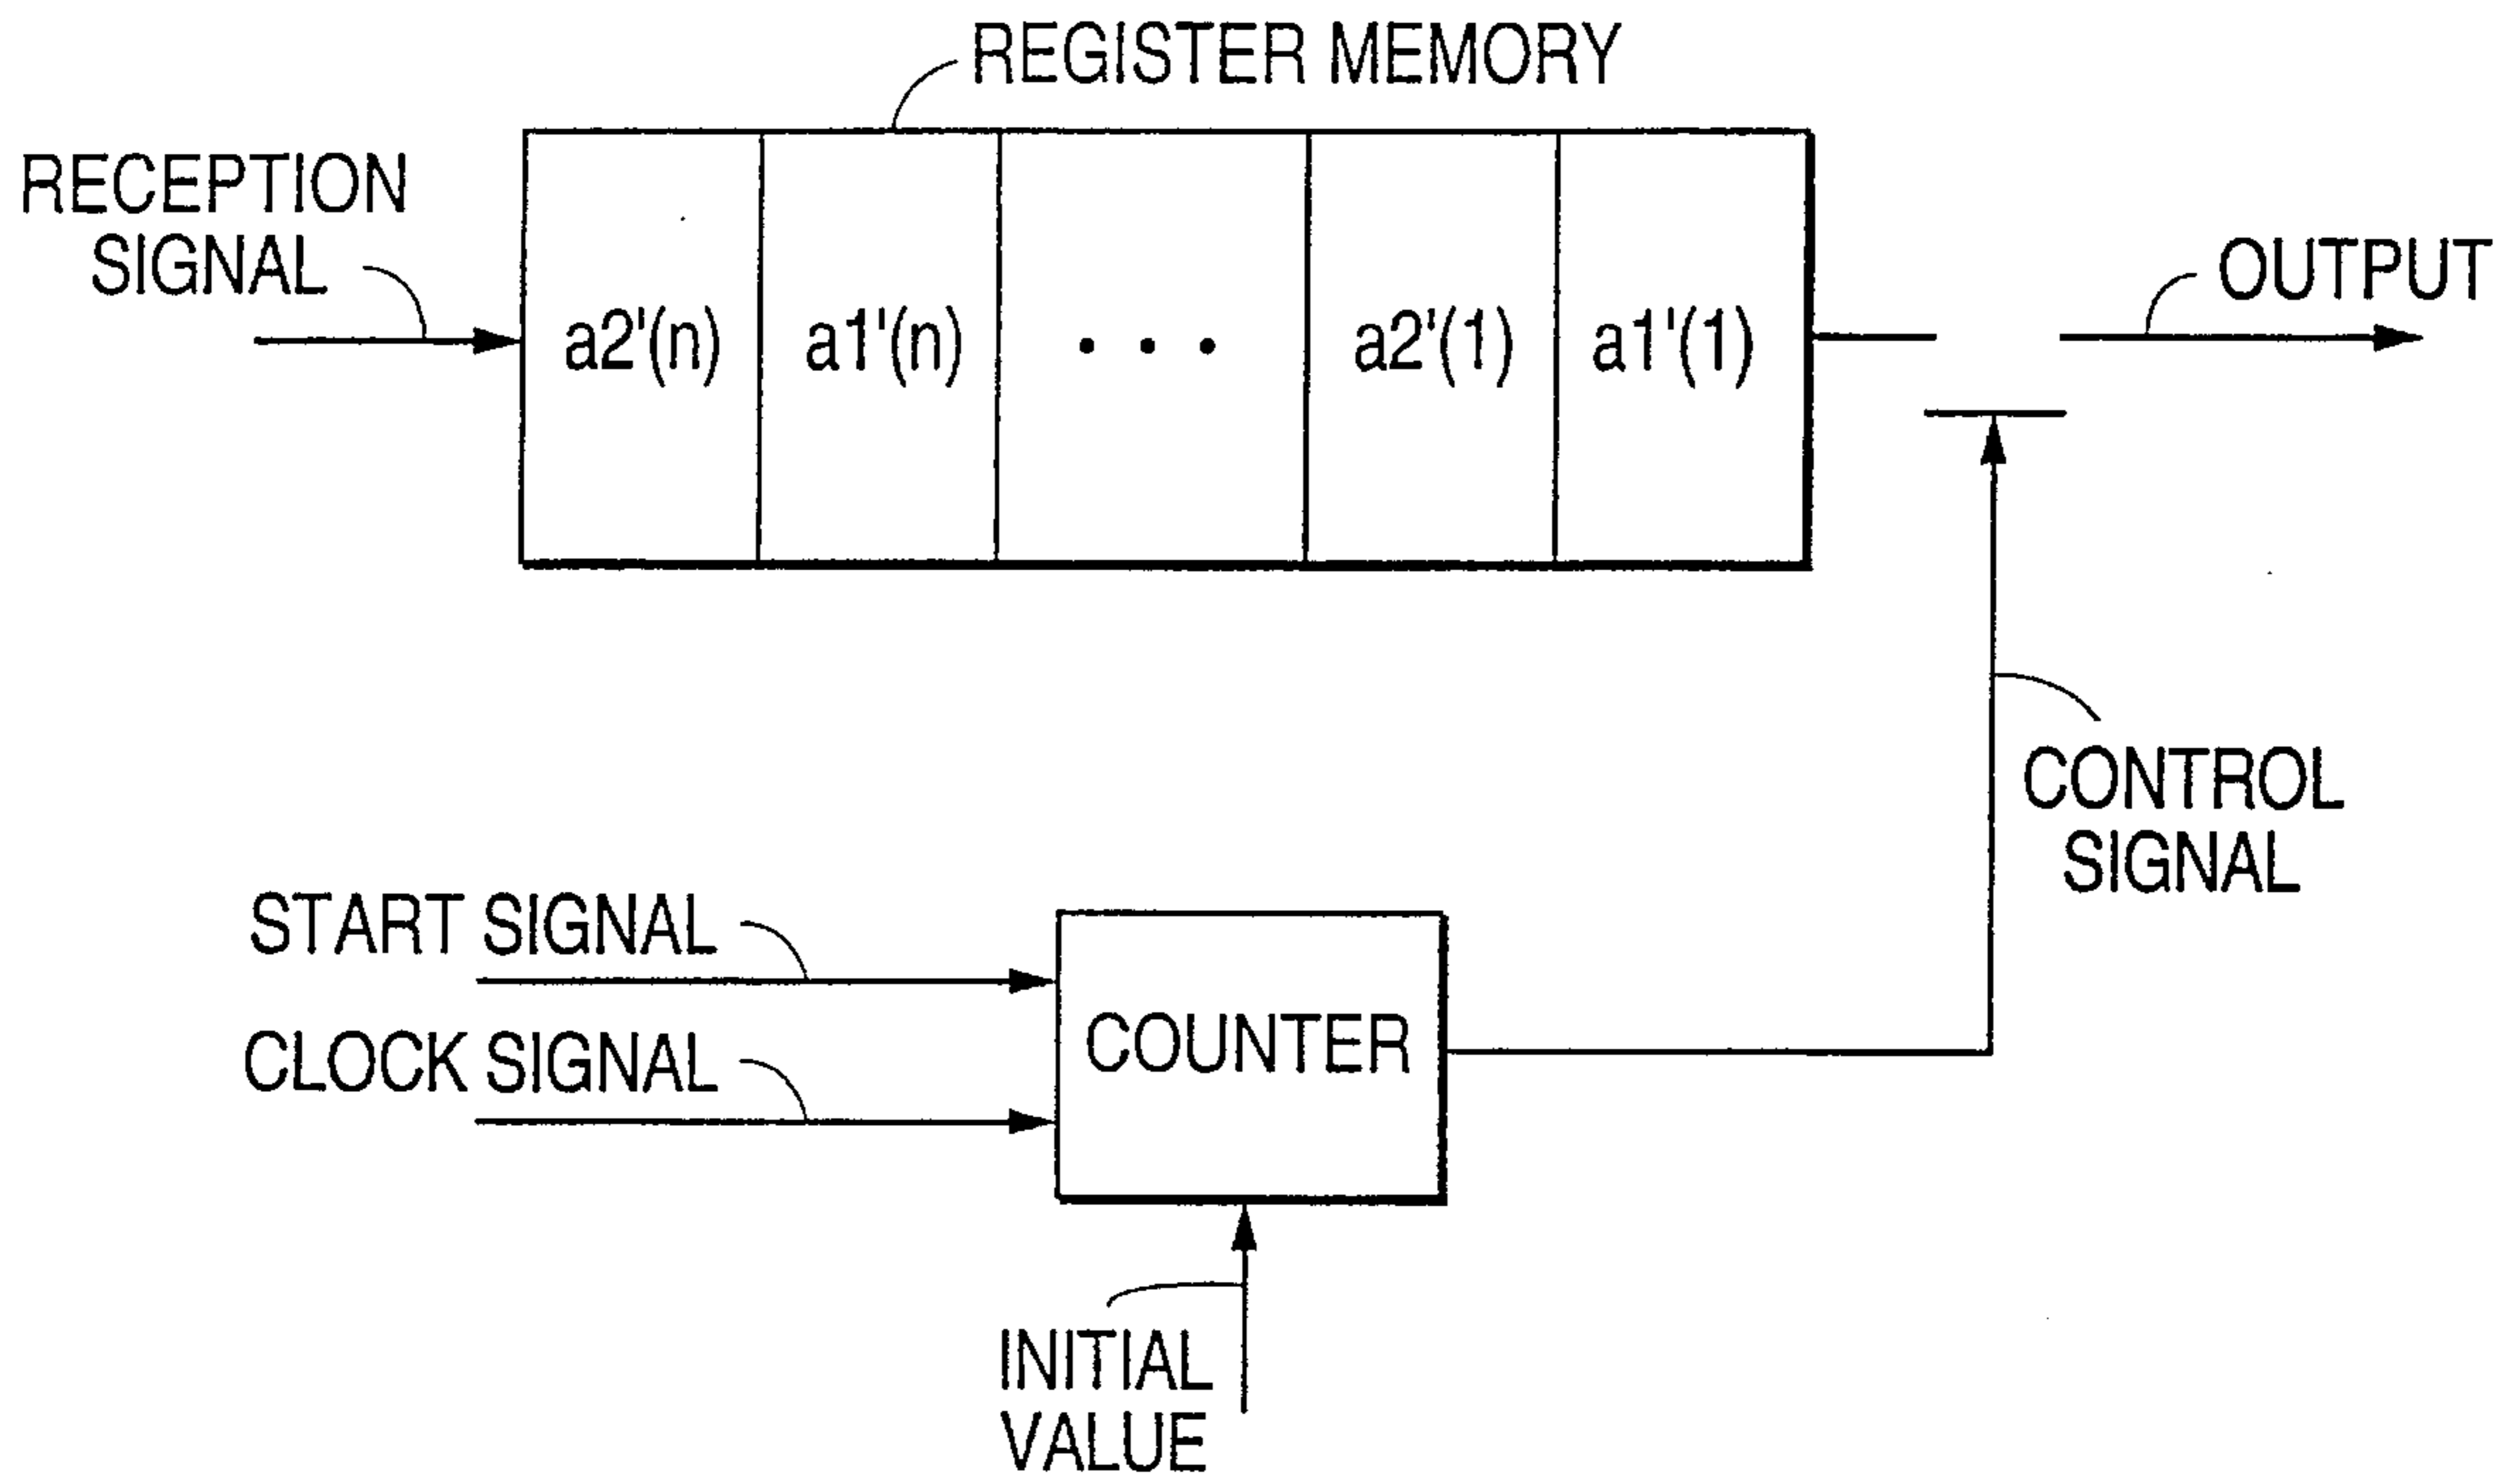 REGISTER MEMORY
RECEPTION
SIGNAL
OUTPUT
a2'(n) a1'(n) • • • a2'(1) a1'(1)
CONTROL
SIGNAL
START SIGNAL
CLOCK SIGNAL
COUNTER
INITIAL
VALUE